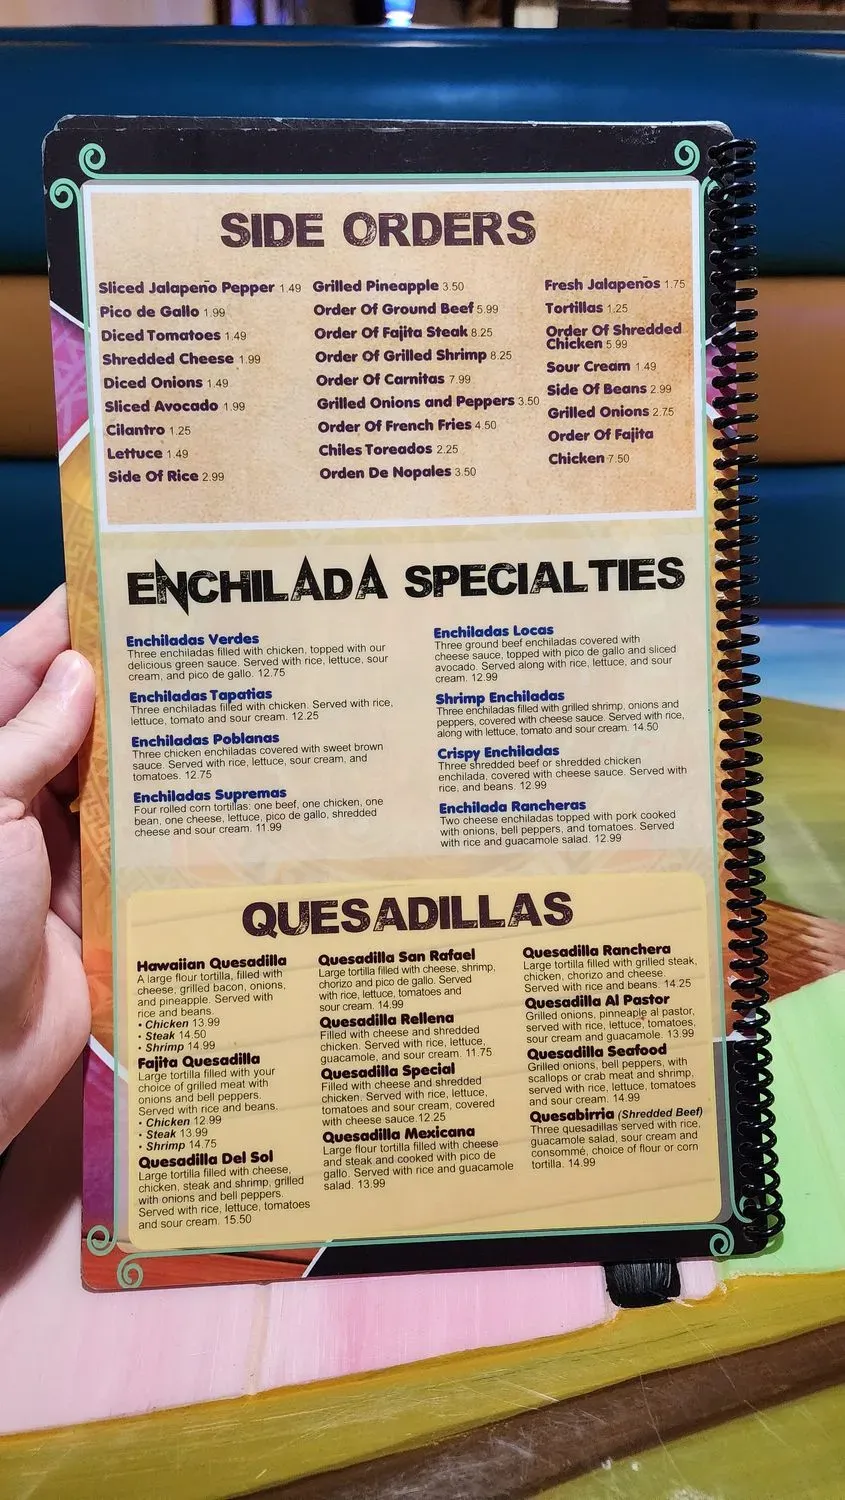 SIDE ORDERS
Sliced Jalapeño Pepper 1.49
Pico de Gallo 1.99
Diced Tomatoes 1.49
Shredded Cheese 1.99
Diced Onions 1.49
Sliced Avocado 1.99
Cilantro 1.25
Lettuce 1.49
Side Of Rice 2.99
Grilled Pineapple 3.50
Order Of Ground Beef 5.99
Order Of Fajita Steak 8.25
Order Of Grilled Shrimp 8.25
Order Of Carnitas 7.99
Grilled Onions and Peppers 3.50
Order Of French Fries 4.50
Chiles Toreados 2.25
Orden De Nopales 3.50
Fresh Jalapeños 1.75
Tortillas 1.25
Order Of Shredded
Chicken 5.99
Sour Cream 1.49
Side Of Beans 2.99
Grilled Onions 2.75
Order Of Fajita
Chicken 7.50
ENCHILADA SPECIALTIES
Enchiladas Verdes
Three enchiladas filled with chicken, topped with our
delicious green sauce. Served with rice, lettuce, sour
cream, and pico de gallo. 12.75
Enchiladas Tapatias
Three enchiladas filled with chicken. Served with rice,
lettuce, tomato and sour cream. 12.25
Enchiladas Poblanas
Three chicken enchiladas covered with sweet brown
sauce. Served with rice, lettuce, sour cream, and
tomatoes. 12.75
Enchiladas Supremas
Four rolled corn tortillas: one beef, one chicken, one
bean, one cheese, lettuce, pico de gallo, shredded
cheese and sour cream. 11.99
Enchiladas Locas
Three ground beef enchiladas covered with
cheese sauce, topped with pico de gallo and sliced
avocado. Served along with rice, lettuce, and sour
cream. 12.99
Shrimp Enchiladas
Three enchiladas filled with grilled shrimp, onions and
peppers, covered with cheese sauce. Served with rice,
along with lettuce, tomato and sour cream. 14.50
Crispy Enchiladas
Three shredded beef or shredded chicken
enchilada, covered with cheese sauce. Served with
rice, and beans. 12.99
Enchilada Rancheras
Two cheese enchiladas topped with pork cooked
with onions, bell peppers, and tomatoes. Served
with rice and guacamole salad. 12.99
QUESADILLAS
Hawaiian Quesadilla
A large flour tortilla, filled with
cheese, grilled bacon, onions,
and pineapple. Served with
rice and beans.
• Chicken 13.99
• Steak 14.50
• Shrimp 14.99
Fajita Quesadilla
Large tortilla filled with your
choice of grilled meat with
onions and bell peppers.
Served with rice and beans.
• Chicken 12.99
• Steak 13.99
• Shrimp 14.75
Quesadilla Del Sol
Large tortilla filled with cheese,
chicken, steak and shrimp, grilled
with onions and bell peppers.
Served with rice, lettuce, tomatoes
and sour cream. 15.50
Quesadilla San Rafael
Large tortilla filled with cheese, shrimp,
chorizo and pico de gallo. Served
with rice, lettuce, tomatoes and
sour cream. 14.99
Quesadilla Rellena
Filled with cheese and shredded
chicken. Served with rice, lettuce,
guacamole, and sour cream. 11.75
Quesadilla Special
Filled with cheese and shredded
chicken. Served with rice, lettuce,
tomatoes and sour cream, covered
with cheese sauce.12.25
Quesadilla Mexicana
Large flour tortilla filled with cheese
and steak and cooked with pico de
gallo. Served with rice and guacamole
salad. 13.99
Quesadilla Ranchera
Large tortilla filled with grilled steak,
chicken, chorizo and cheese.
Served with rice and beans. 14.25
Quesadilla Al Pastor
Grilled onions, pinneaple al pastor,
served with rice, lettuce, tomatoes,
sour cream and guacamole. 13.99
Quesadilla Seafood
Grilled onions, bell peppers, with
scallops or crab meat and shrimp,
served with rice, lettuce, tomatoes
and sour cream. 14.99
Quesabirria (Shredded Beef)
Three quesadillas served with rice,
guacamole salad, sour cream and
consommé, choice of flour or corn
tortilla. 14.99